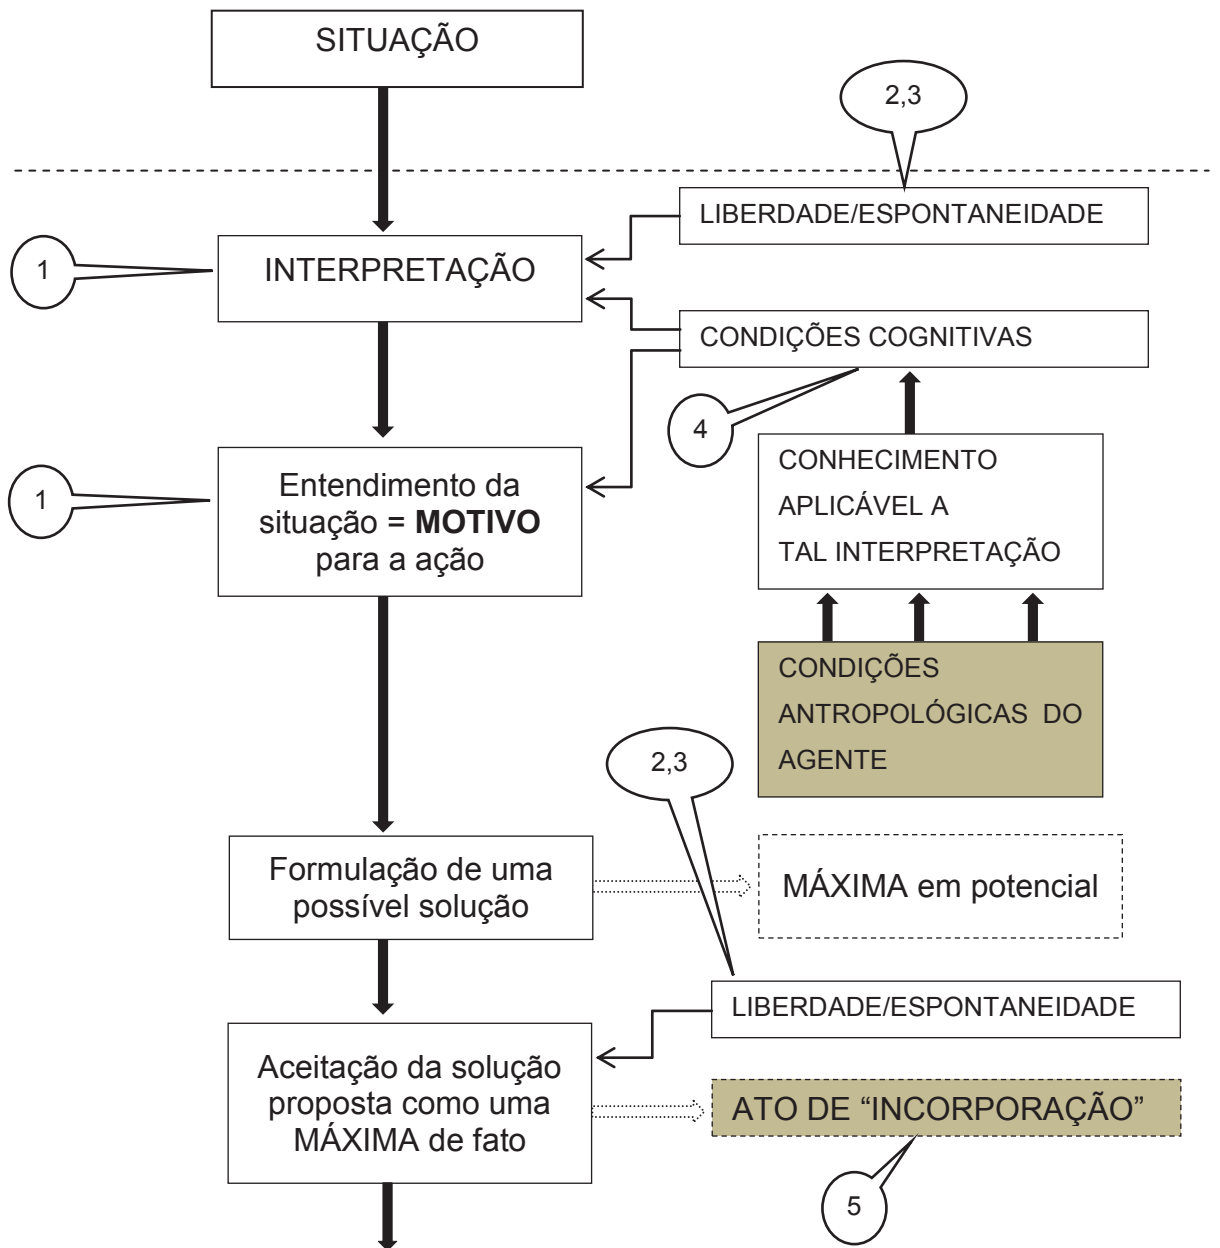 SITUAÇÃO
2,3
LIBERDADE/ESPONTANEIDADE
1
INTERPRETAÇÃO
CONDIÇÕES COGNITIVAS
4
CONHECIMENTO
APLICÁVEL A
TAL INTERPRETAÇÃO
1
Entendimento da
situação = MOTIVO
para a ação
CONDIÇÕES
ANTROPOLÓGICAS DO
AGENTE
2,3
Formulação de uma
possível solução
MÁXIMA em potencial
LIBERDADE/ESPONTANEIDADE
Aceitação da solução
proposta como uma
MÁXIMA de fato
ATO DE “INCORPORAÇÃO”
5